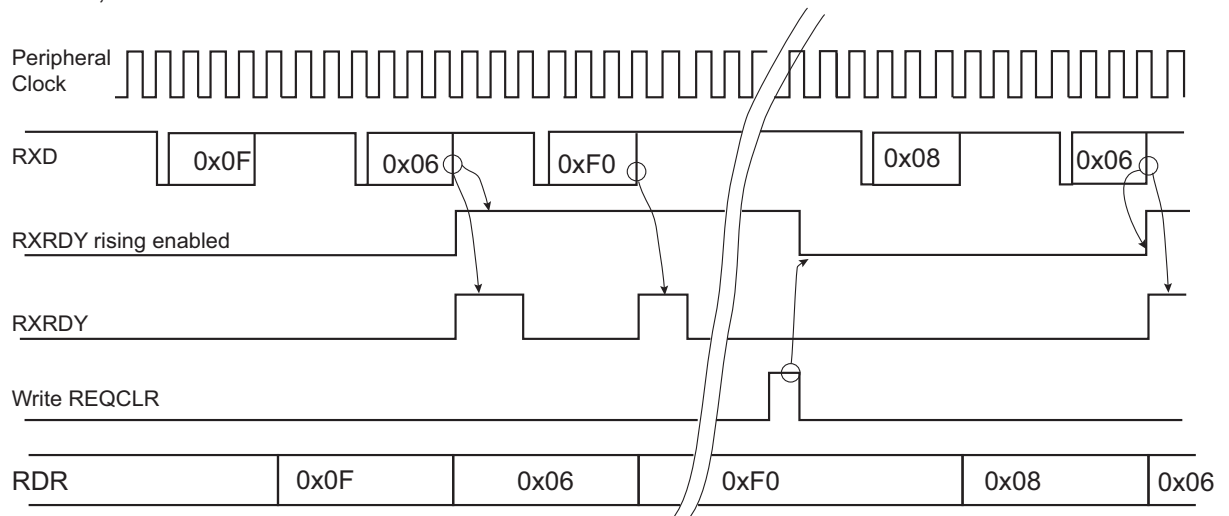 Peripheral
Clock
RXD
0x0F
0x06
0xF0
0x08
0x06
RXRDY rising enabled
RXRDY
Write REQCLR
RDR
0x0F
0x06
0xF0
0x08
0x06